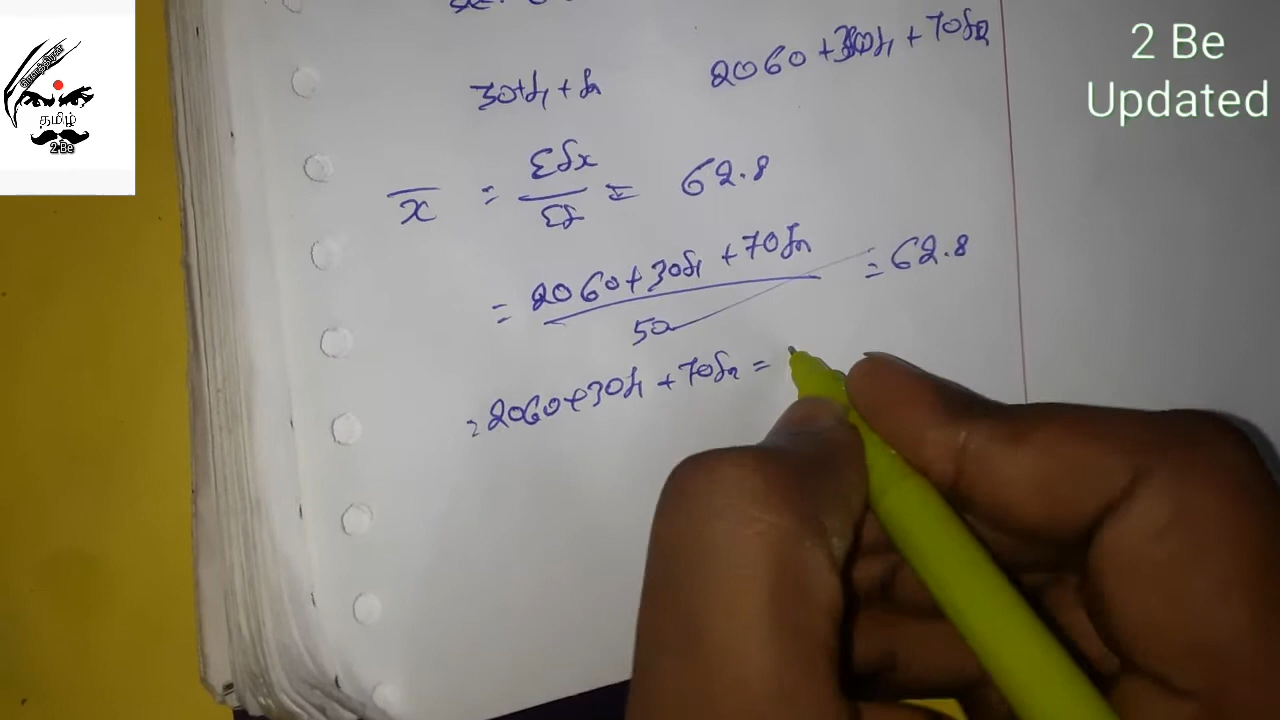 2 Be
Updated
தமிழ்
2 Be
2060 + 30f₁ + 70f₂
30+f₁ + f₂
x̄ = Σfx / Σf = 62.8
= 2060+30f₁ + 70f₂ / 50 = 62.8
= 2060+30f₁ + 70f₂ =